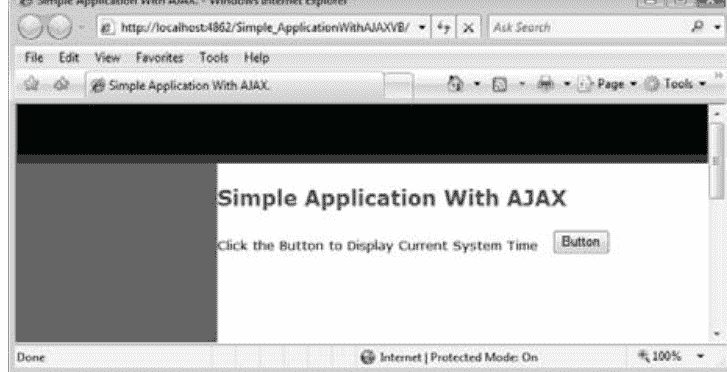 Simple Application With AJAX. - Windows Internet Explorer
http://localhost:4862/Simple_ApplicationWithAJAXVB/
Ask Search
File Edit View Favorites Tools Help
Simple Application With AJAX.
Page Tools
Simple Application With AJAX
Click the Button to Display Current System Time Button
Done
Internet | Protected Mode: On
100%